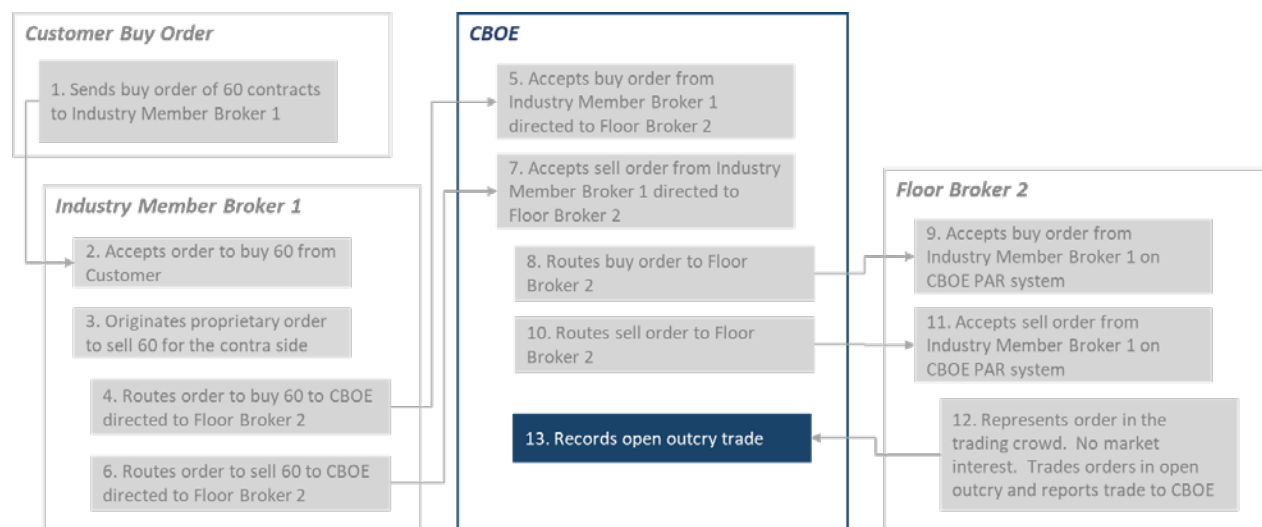 Customer Buy Order
1. Sends buy order of 60 contracts
to Industry Member Broker 1
Industry Member Broker 1
2. Accepts order to buy 60 from
Customer
3. Originates proprietary order
to sell 60 for the contra side
4. Routes order to buy 60 to CBOE
directed to Floor Broker 2
6. Routes order to sell 60 to CBOE
directed to Floor Broker 2
CBOE
5. Accepts buy order from
Industry Member Broker 1
directed to Floor Broker 2
7. Accepts sell order from Industry
Member Broker 1 directed to
Floor Broker 2
8. Routes buy order to Floor
Broker 2
10. Routes sell order to Floor
Broker 2
13. Records open outcry trade
Floor Broker 2
9. Accepts buy order from
Industry Member Broker 1 on
CBOE PAR system
11. Accepts sell order from
Industry Member Broker 1 on
CBOE PAR system
12. Represents order in the
trading crowd.  No market
interest.  Trades orders in open
outcry and reports trade to CBOE